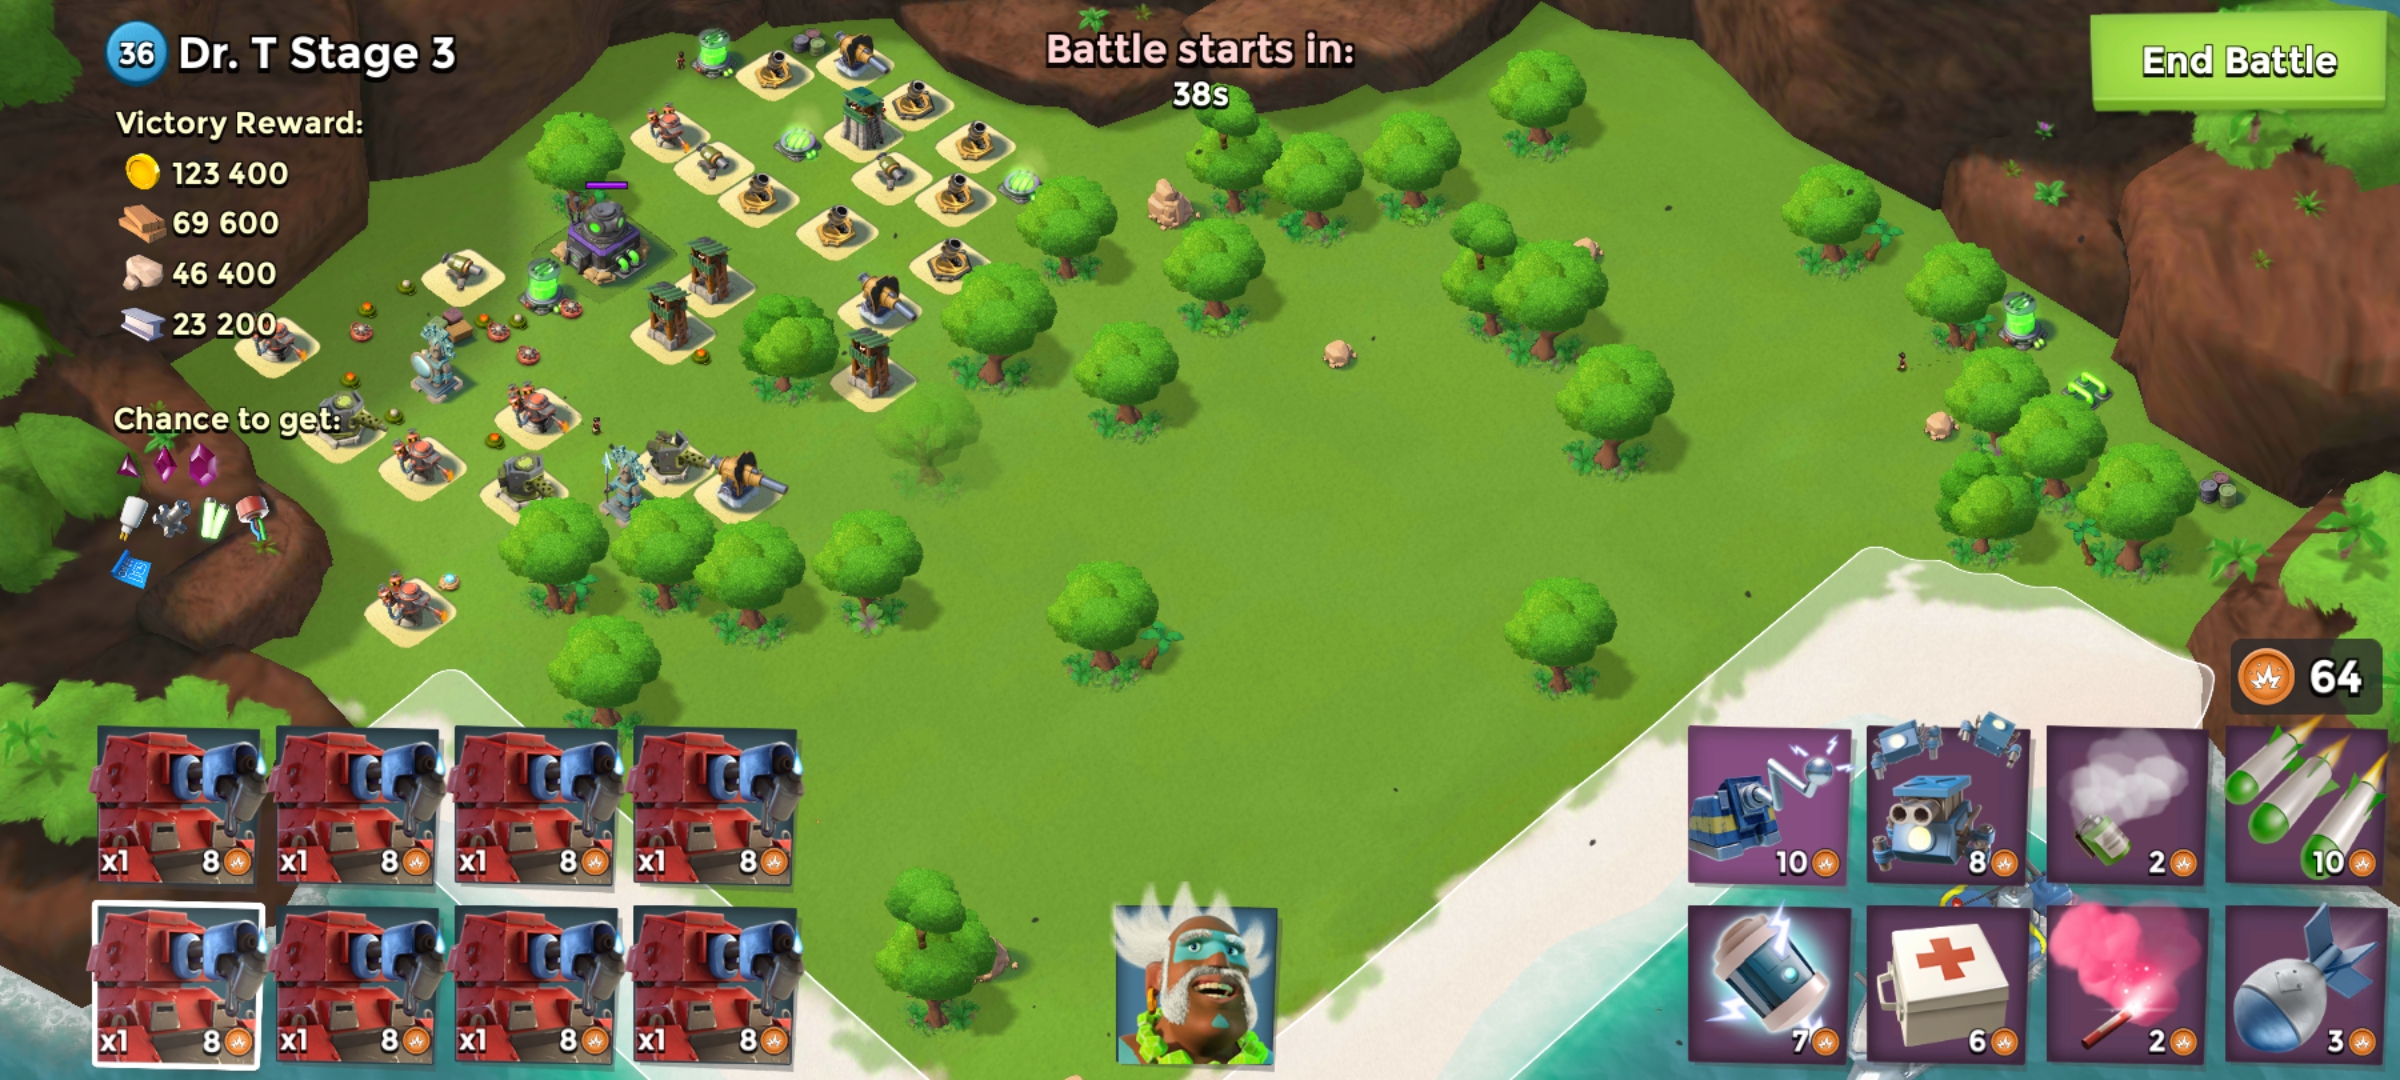 36 Dr. T Stage 3
Victory Reward:
123 400
69 600
46 400
23 200
Chance to get:
Battle starts in:
38s
End Battle
64
x1 8 x1 8 x1 8 x1 8
x1 8 x1 8 x1 8 x1 8
10 8 2 10
7 6 2 3